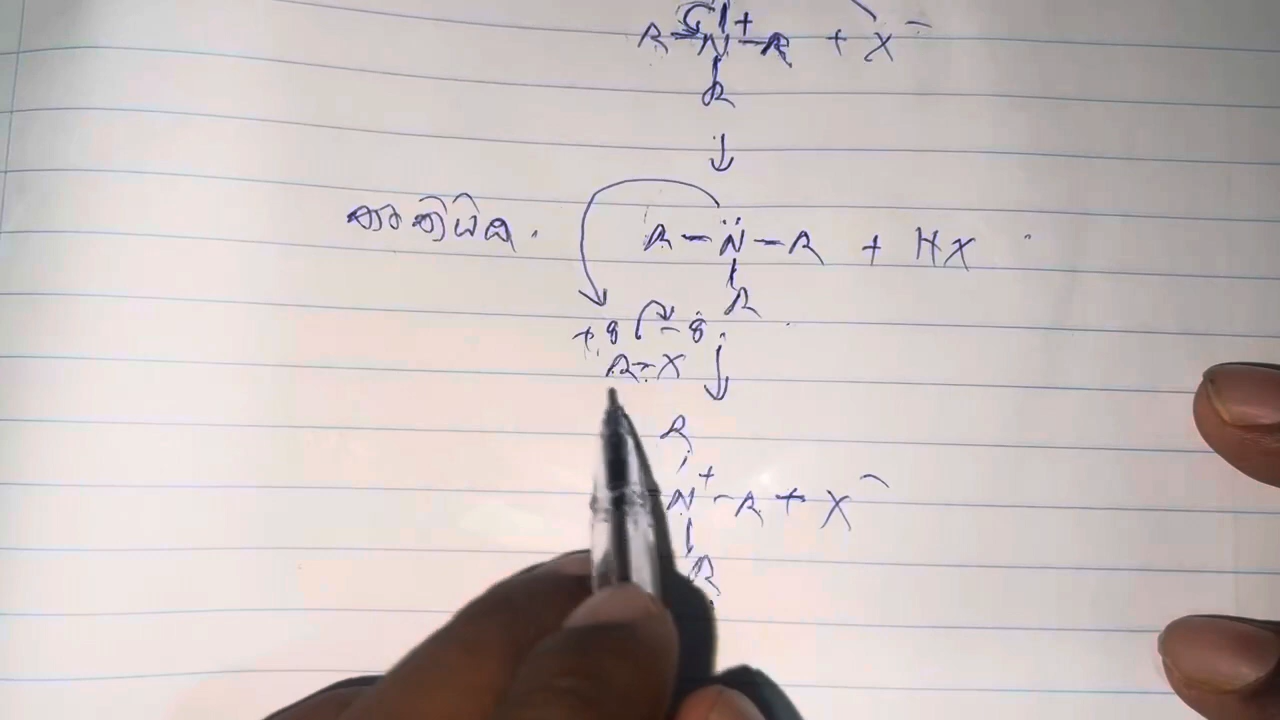 R – N⁺ – R + X⁻
R
↓
තෘතීයික. R – N̈ – R + HX
R
+δ –δ
R – X ↓
R
N⁺ – R + X⁻
R